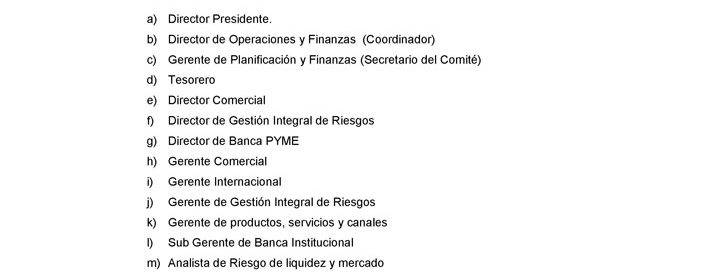 a) Director Presidente.
b) Director de Operaciones y Finanzas (Coordinador)
c) Gerente de Planificación y Finanzas (Secretario del Comité)
d) Tesorero
e) Director Comercial
f) Director de Gestión Integral de Riesgos
g) Director de Banca PYME
h) Gerente Comercial
i) Gerente Internacional
j) Gerente de Gestión Integral de Riesgos
k) Gerente de productos, servicios y canales
l) Sub Gerente de Banca Institucional
m) Analista de Riesgo de liquidez y mercado